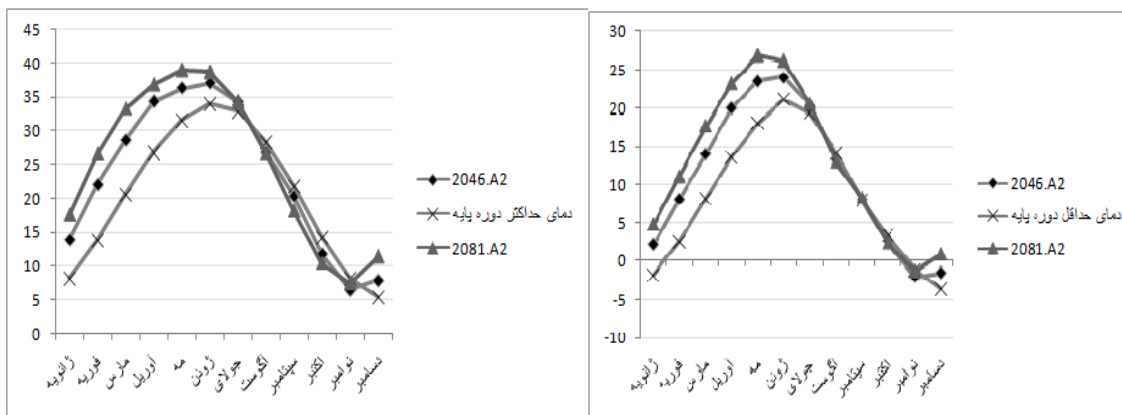 45
40
35
30
25
20
15
10
5
0
ژانویه
فوریه
مارس
آوریل
مه
ژوئن
جولای
آگوست
سپتامبر
اکتبر
نوامبر
دسامبر
2046.A2
دمای حداکثر دوره پایه
2081.A2
30
25
20
15
10
5
0
-5
-10
ژانویه
فوریه
مارس
آوریل
مه
ژوئن
جولای
آگوست
سپتامبر
اکتبر
نوامبر
دسامبر
2046.A2
دمای حداقل دوره پایه
2081.A2